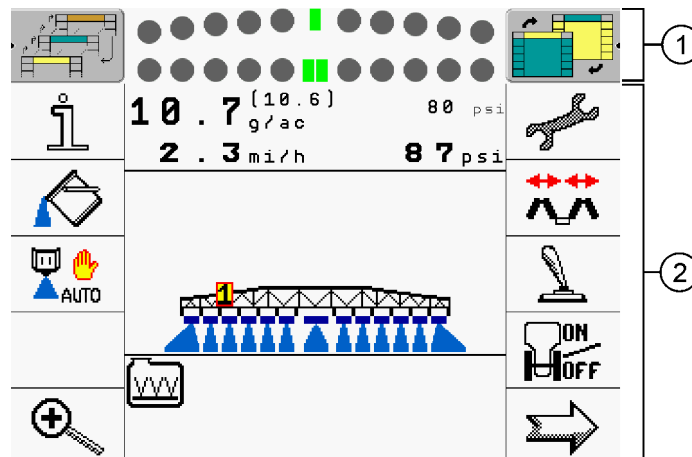 1
10.7 (10.6) g/ac 80 psi
2.3 mi/h 87 psi
2
AUTO
1
ON
OFF